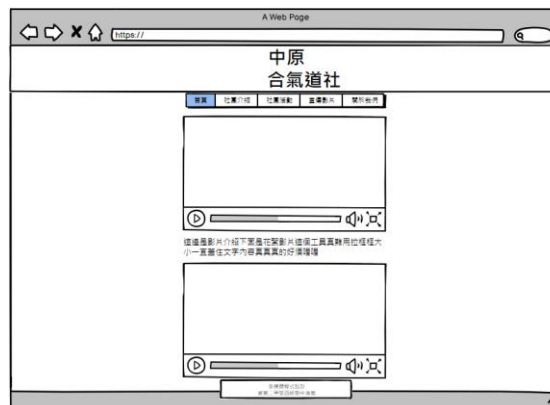 A Web Page
https://
中原
合氣道社
首頁 社團介紹 社團活動 宣傳影片 關於我們
這邊是影片介紹下面是花絮影片這個工具真難用拉框框大
小一直蓋住文字內容真真真的好煩喔喔